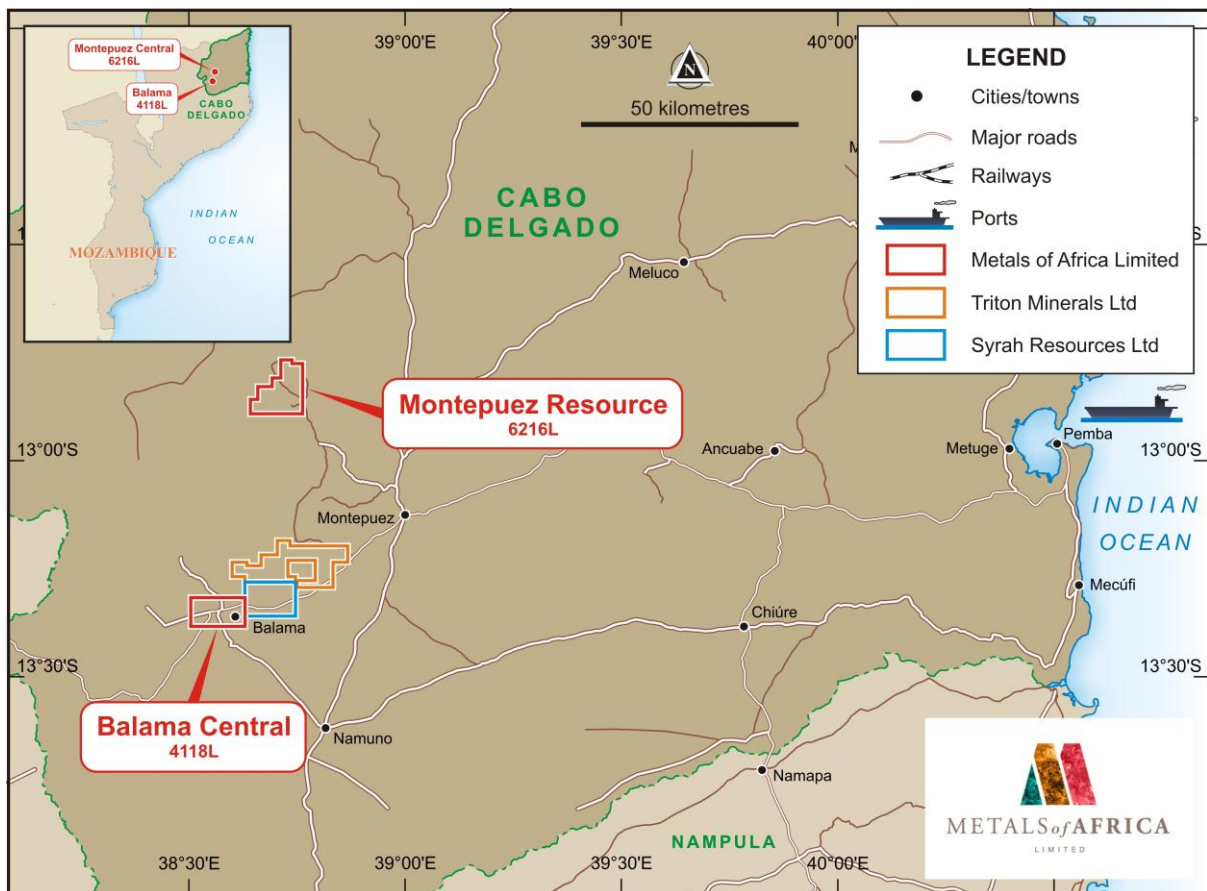 39°00'E
39°30'E
40°00'
Montepuez Central
6216L
Balama
4118L
CABO
DELGADO
INDIAN
OCEAN
MOZAMBIQUE
N
50 kilometres
LEGEND
Cities/towns
Major roads
Railways
Ports
Metals of Africa Limited
Triton Minerals Ltd
Syrah Resources Ltd
CABO
DELGADO
Meluco
Montepuez Resource
6216L
Ancuabe
Metuge
Pemba
13°00'S
13°00'S
Montepuez
INDIAN
OCEAN
Mecúfi
Balama
Chiúre
13°30'S
13°30'S
Balama Central
4118L
Namuno
Namapa
NAMPULA
METALS of AFRICA
LIMITED
38°30'E
39°00'E
39°30'E
40°00'E